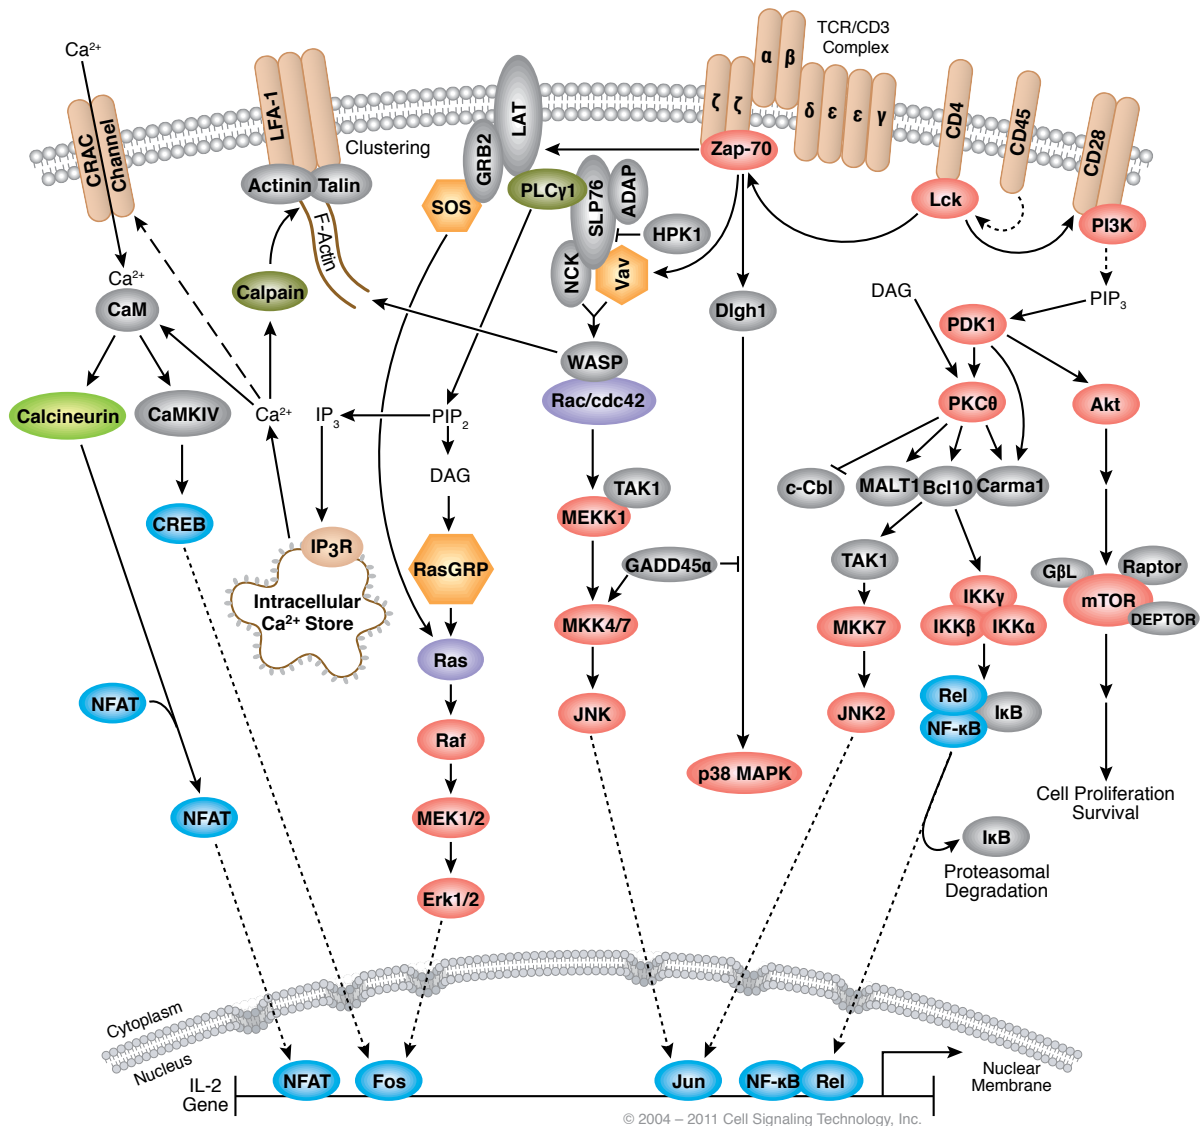 Ca²⁺
TCR/CD3
Complex
α
β
LFA-1
LAT
ζ
ζ
δ
ε
ε
γ
CD4
CD45
CD28
CRAC
Channel
Clustering
GRB2
Zap-70
Actinin
Talin
SOS
PLCγ1
SLP76
ADAP
Lck
PI3K
F-Actin
HPK1
NCK
Vav
Ca²⁺
CaM
Calpain
Dlgh1
DAG
PIP₃
PDK1
WASP
Rac/cdc42
Calcineurin
CaMKIV
Ca²⁺
IP₃
PIP₂
PKCθ
Akt
DAG
TAK1
MEKK1
c-Cbl
MALT1
Bcl10
Carma1
CREB
IP₃R
RasGRP
GADD45α
TAK1
GβL
Raptor
mTOR
DEPTOR
Intracellular
Ca²⁺ Store
IKKγ
IKKβ
IKKα
MKK4/7
MKK7
Ras
NFAT
Rel
NF-κB
IκB
JNK
JNK2
Raf
p38 MAPK
Cell Proliferation
Survival
NFAT
MEK1/2
IκB
Proteasomal
Degradation
Erk1/2
Cytoplasm
Nucleus
Nuclear
Membrane
IL-2
Gene
NFAT
Fos
Jun
NF-κB
Rel
© 2004 – 2011 Cell Signaling Technology, Inc.